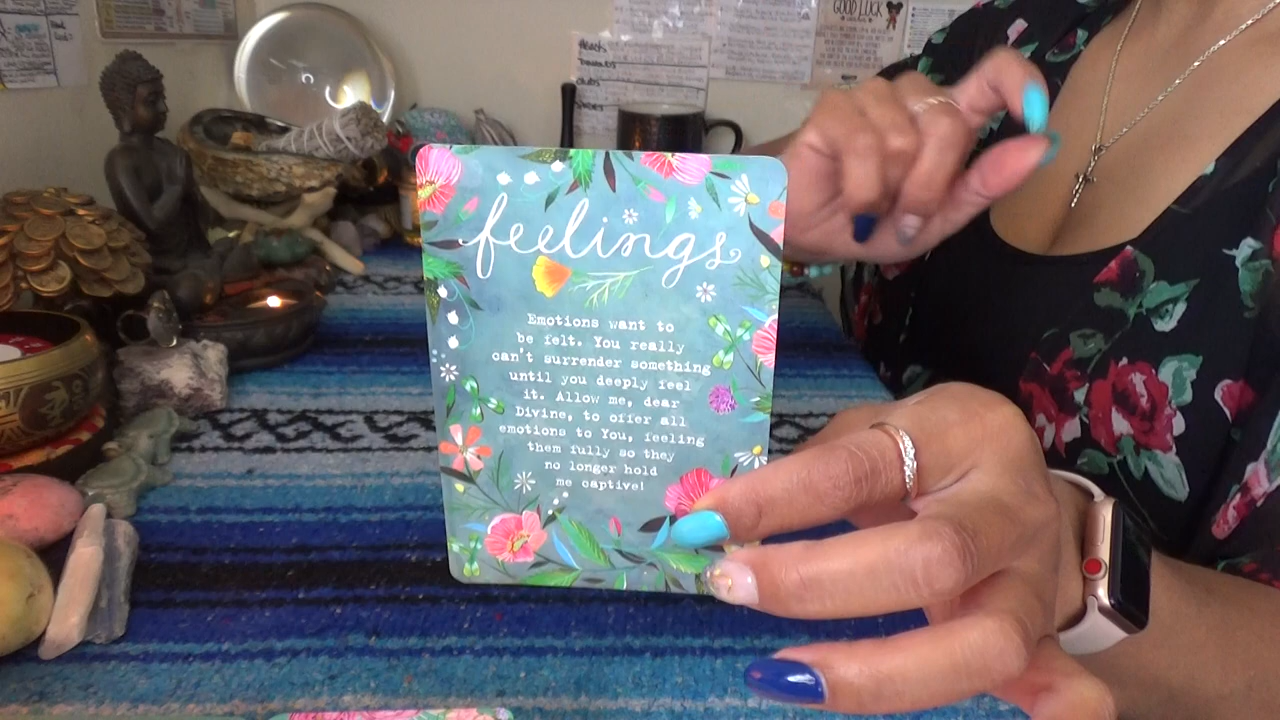 GOOD LUCK
Hearts
Clubs
feelings
Emotions want to
be felt. You really
can't surrender something
until you deeply feel
it. Allow me, dear
Divine, to offer all
emotions to You, feeling
them fully so they
no longer hold
me captive!